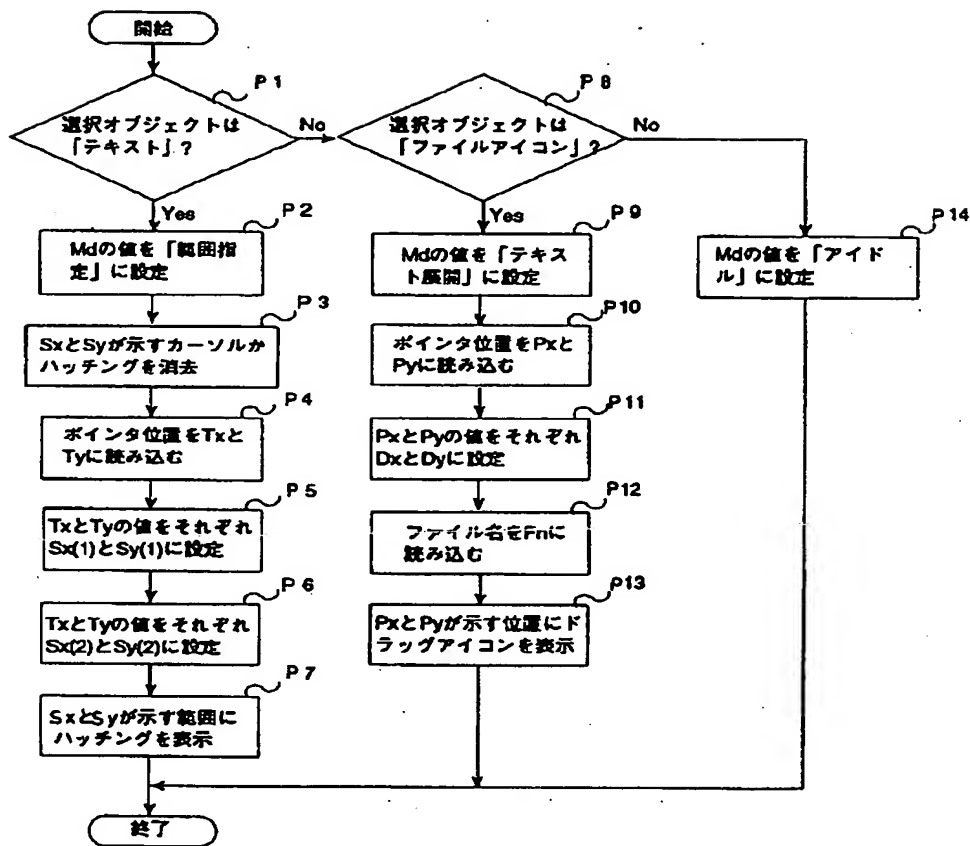 開始
P1
選択オブジェクトは
「テキスト」?
No
Yes
P2
Mdの値を「範囲指
定」に設定
P3
SxとSyが示すカーソルか
ハッチングを消去
P4
ポインタ位置をTxと
Tyに読み込む
P5
TxとTyの値をそれぞれ
Sx(1)とSy(1)に設定
P6
TxとTyの値をそれぞれ
Sx(2)とSy(2)に設定
P7
SxとSyが示す範囲に
ハッチングを表示
終了
P8
選択オブジェクトは
「ファイルアイコン」?
No
Yes
P9
Mdの値を「テキス
ト展開」に設定
P10
ポインタ位置をPxと
Pyに読み込む
P11
PxとPyの値をそれぞれ
DxとDyに設定
P12
ファイル名をFnに
読み込む
P13
PxとPyが示す位置にド
ラッグアイコンを表示
P14
Mdの値を「アイド
ル」に設定